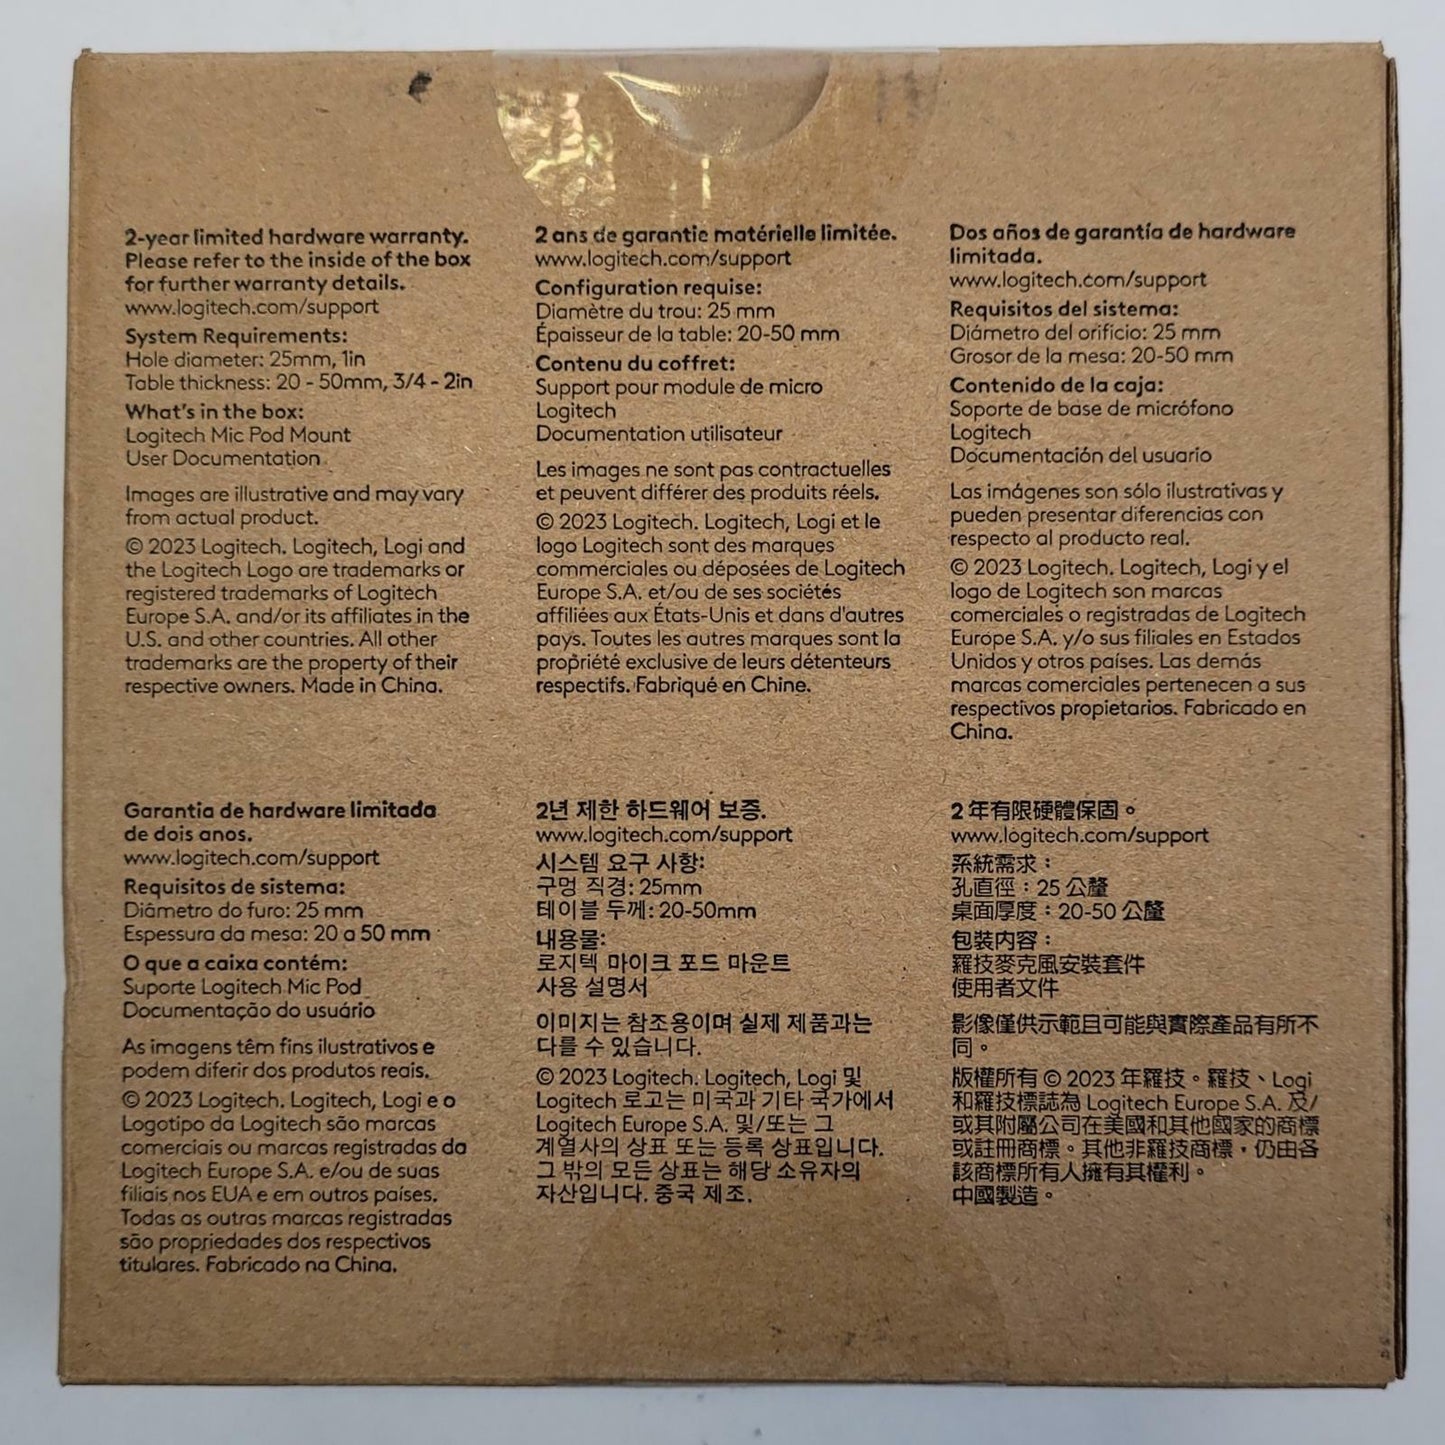 2-year limited hardware warranty.
Please refer to the inside of the box
for further warranty details.
www.logitech.com/support
System Requirements:
Hole diameter: 25mm, 1in
Table thickness: 20 - 50mm, 3/4 - 2in
What's in the box:
Logitech Mic Pod Mount
User Documentation
Images are illustrative and may vary
from actual product.
© 2023 Logitech. Logitech, Logi and
the Logitech Logo are trademarks or
registered trademarks of Logitech
Europe S.A. and/or its affiliates in the
U.S. and other countries. All other
trademarks are the property of their
respective owners. Made in China.
2 ans de garantie matérielle limitée.
www.logitech.com/support
Configuration requise:
Diamètre du trou: 25 mm
Épaisseur de la table: 20-50 mm
Contenu du coffret:
Support pour module de micro
Logitech
Documentation utilisateur
Les images ne sont pas contractuelles
et peuvent différer des produits réels.
© 2023 Logitech. Logitech, Logi et le
logo Logitech sont des marques
commerciales ou déposées de Logitech
Europe S.A. et/ou de ses sociétés
affiliées aux États-Unis et dans d'autres
pays. Toutes les autres marques sont la
propriété exclusive de leurs détenteurs
respectifs. Fabriqué en Chine.
Dos años de garantía de hardware
limitada.
www.logitech.com/support
Requisitos del sistema:
Diámetro del orificio: 25 mm
Grosor de la mesa: 20-50 mm
Contenido de la caja:
Soporte de base de micrófono
Logitech
Documentación del usuario
Las imágenes son sólo ilustrativas y
pueden presentar diferencias con
respecto al producto real.
© 2023 Logitech. Logitech, Logi y el
logo de Logitech son marcas
comerciales o registradas de Logitech
Europe S.A. y/o sus filiales en Estados
Unidos y otros países. Las demás
marcas comerciales pertenecen a sus
respectivos propietarios. Fabricado en
China.
Garantia de hardware limitada
de dois anos.
www.logitech.com/support
Requisitos de sistema:
Diâmetro do furo: 25 mm
Espessura da mesa: 20 a 50 mm
O que a caixa contém:
Suporte Logitech Mic Pod
Documentação do usuário
As imagens têm fins ilustrativos e
podem diferir dos produtos reais.
© 2023 Logitech. Logitech, Logi e o
Logotipo da Logitech são marcas
comerciais ou marcas registradas da
Logitech Europe S.A. e/ou de suas
filiais nos EUA e em outros países.
Todas as outras marcas registradas
são propriedades dos respectivos
titulares. Fabricado na China.
2년 제한 하드웨어 보증.
www.logitech.com/support
시스템 요구 사항:
구멍 직경: 25mm
테이블 두께: 20-50mm
내용물:
로지텍 마이크 포드 마운트
사용 설명서
이미지는 참조용이며 실제 제품과는
다를 수 있습니다.
© 2023 Logitech. Logitech, Logi 및
Logitech 로고는 미국과 기타 국가에서
Logitech Europe S.A. 및/또는 그
계열사의 상표 또는 등록 상표입니다.
그 밖의 모든 상표는 해당 소유자의
자산입니다. 중국 제조.
2 年有限硬體保固。
www.logitech.com/support
系統需求：
孔直徑：25 公釐
桌面厚度：20-50 公釐
包裝內容：
羅技麥克風安裝套件
使用者文件
影像僅供示範且可能與實際產品有所不
同。
版權所有 © 2023 年羅技。羅技、Logi
和羅技標誌為 Logitech Europe S.A. 及/
或其附屬公司在美國和其他國家的商標
或註冊商標。其他非羅技商標，仍由各
該商標所有人擁有其權利。
中國製造。